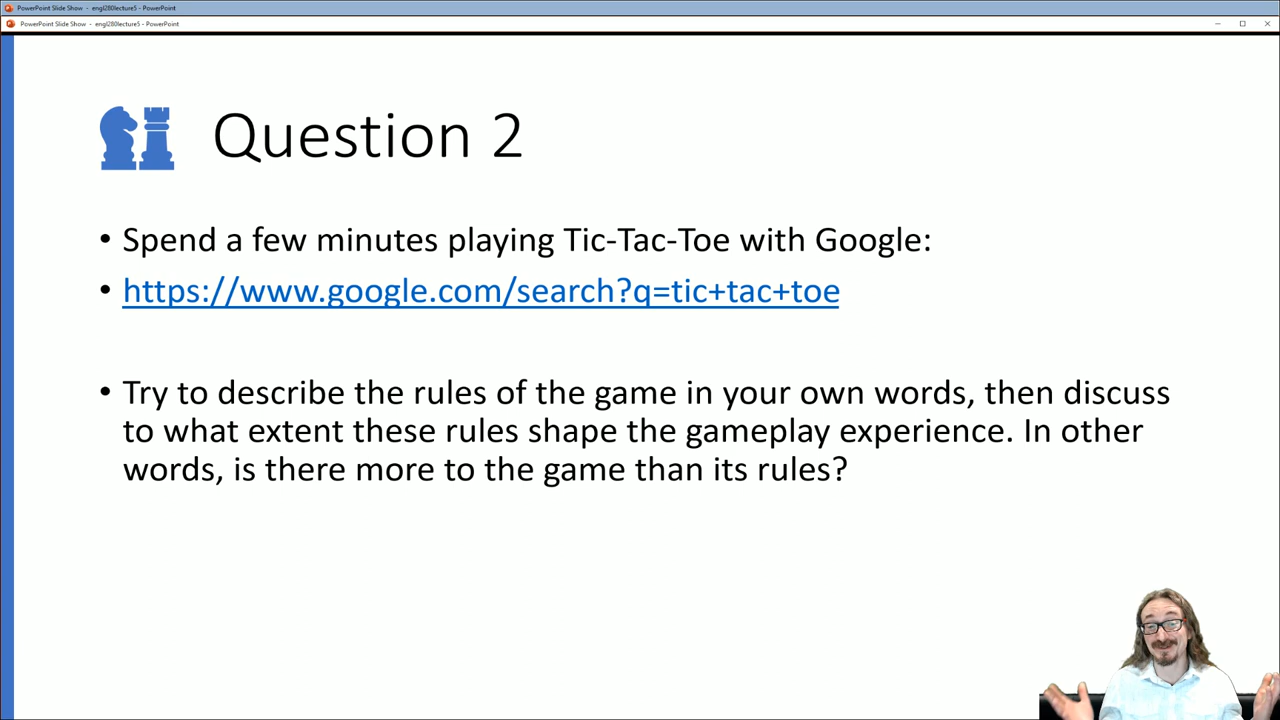 PowerPoint Slide Show - engl280lecture5 - PowerPoint
PowerPoint Slide Show - engl280lecture5 - PowerPoint
Question 2
• Spend a few minutes playing Tic-Tac-Toe with Google:
• https://www.google.com/search?q=tic+tac+toe
• Try to describe the rules of the game in your own words, then discuss
to what extent these rules shape the gameplay experience. In other
words, is there more to the game than its rules?